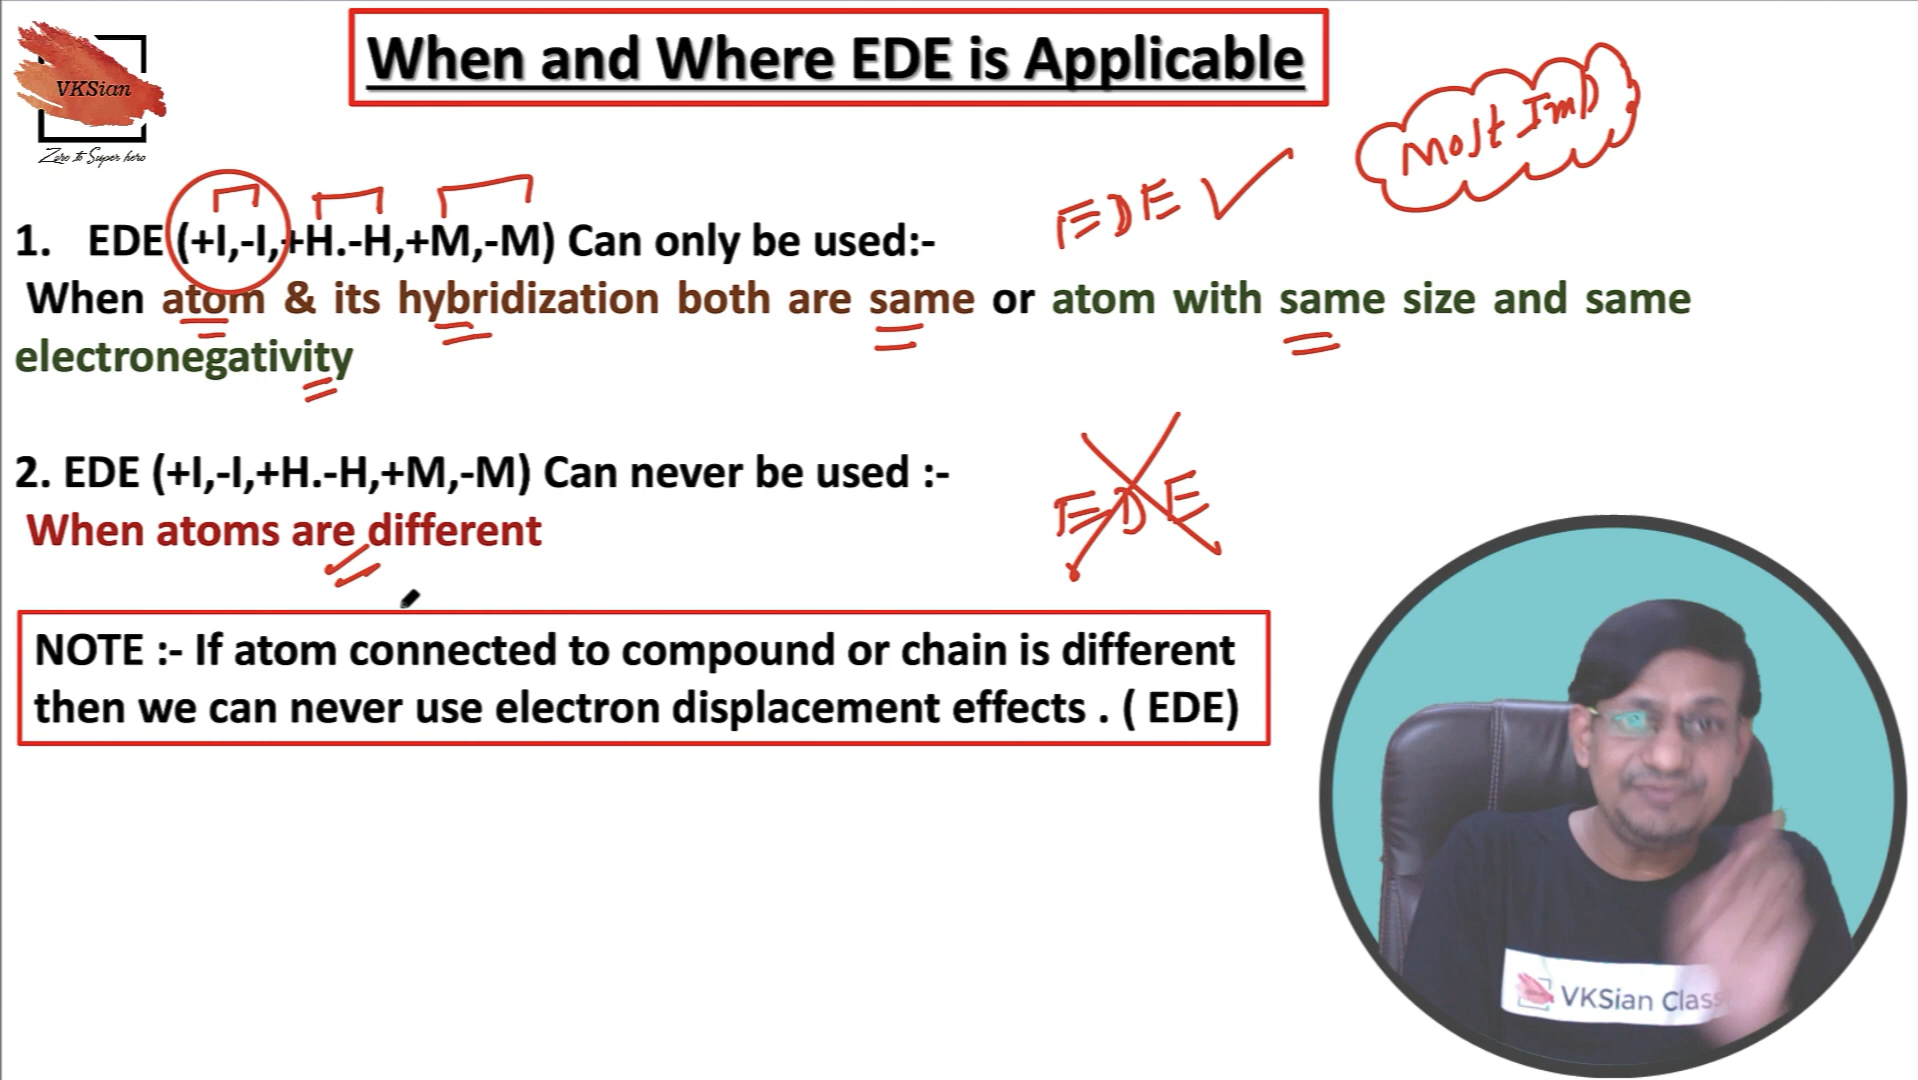 When and Where EDE is Applicable
VKSian
Zero to Super hero
Most Imp
EDE
1. EDE (+I,-I,+H.-H,+M,-M) Can only be used:-
When atom & its hybridization both are same or atom with same size and same
electronegativity
2. EDE (+I,-I,+H.-H,+M,-M) Can never be used :-
EDE
When atoms are different
NOTE :- If atom connected to compound or chain is different
then we can never use electron displacement effects . ( EDE)
VKSian Class